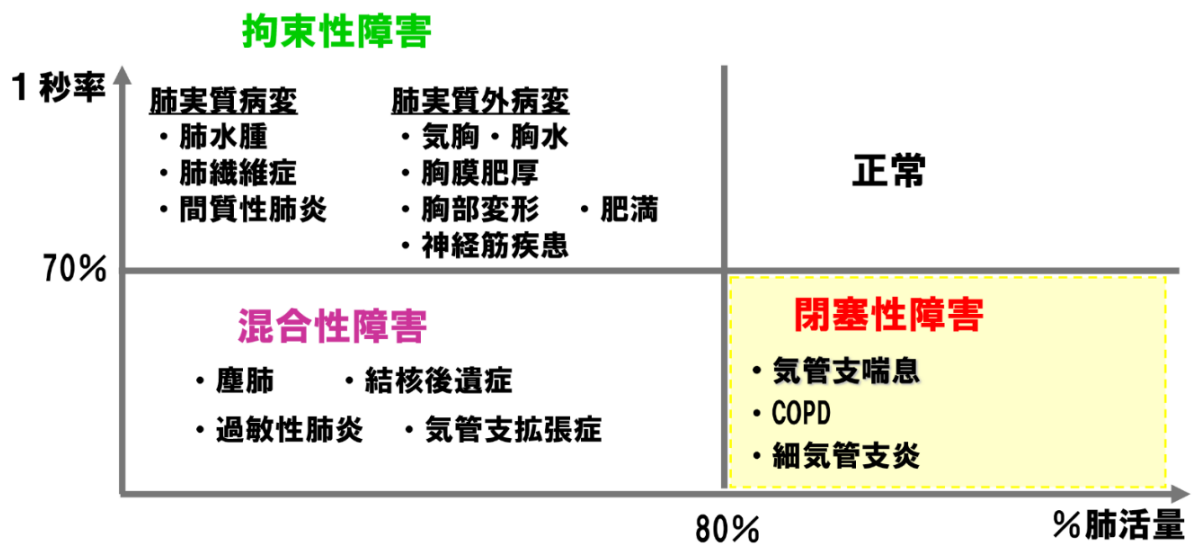 拘束性障害
1秒率
肺実質病変
・肺水腫
・肺繊維症
・間質性肺炎
肺実質外病変
・気胸・胸水
・胸膜肥厚
・胸部変形 ・肥満
・神経筋疾患
正常
70%
混合性障害
・塵肺 ・結核後遺症
・過敏性肺炎 ・気管支拡張症
閉塞性障害
・気管支喘息
・COPD
・細気管支炎
80%
%肺活量